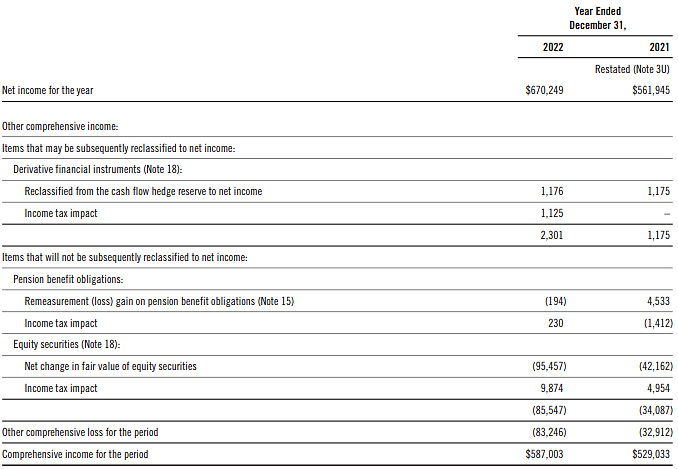 Year Ended
December 31,
2022 2021
Restated (Note 3U)
Net income for the year $670,249 $561,945
Other comprehensive income:
Items that may be subsequently reclassified to net income:
Derivative financial instruments (Note 18):
Reclassified from the cash flow hedge reserve to net income 1,176 1,175
Income tax impact 1,125 –
2,301 1,175
Items that will not be subsequently reclassified to net income:
Pension benefit obligations:
Remeasurement (loss) gain on pension benefit obligations (Note 15) (194) 4,533
Income tax impact 230 (1,412)
Equity securities (Note 18):
Net change in fair value of equity securities (95,457) (42,162)
Income tax impact 9,874 4,954
(85,547) (34,087)
Other comprehensive loss for the period (83,246) (32,912)
Comprehensive income for the period $587,003 $529,033